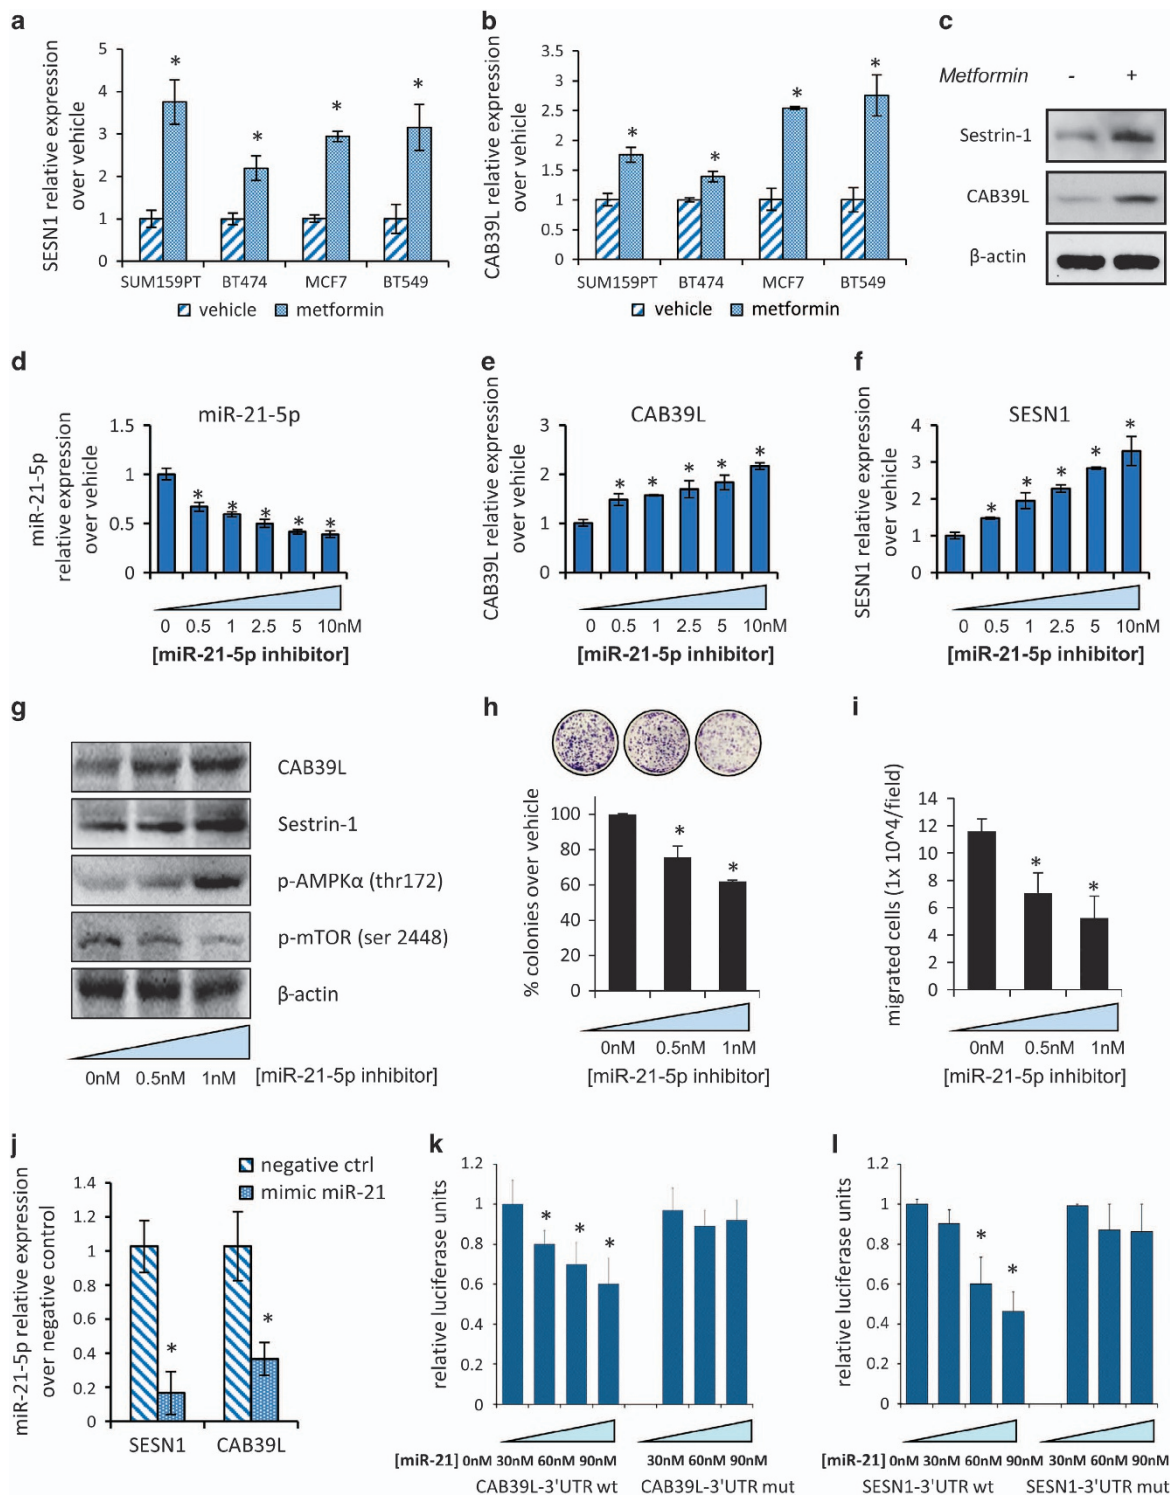 a
SESN1 relative expression
over vehicle
5
4
3
2
1
0
*
*
*
*
SUM159PT BT474 MCF7 BT549
vehicle metformin
b
CAB39L relative expression
over vehicle
3.5
3
2.5
2
1.5
1
0.5
0
*
*
*
*
SUM159PT BT474 MCF7 BT549
vehicle metformin
c
Metformin - +
Sestrin-1
CAB39L
β-actin
d
miR-21-5p
miR-21-5p
relative expression
over vehicle
1.5
1
0.5
0
* * * * *
0 0.5 1 2.5 5 10nM
[miR-21-5p inhibitor]
e
CAB39L
CAB39L relative expression
over vehicle
3
2
1
0
* * * * *
0 0.5 1 2.5 5 10nM
[miR-21-5p inhibitor]
f
SESN1
SESN1 relative expression
over vehicle
4
3
2
1
0
* * * * *
0 0.5 1 2.5 5 10nM
[miR-21-5p inhibitor]
g
CAB39L
Sestrin-1
p-AMPKα (thr172)
p-mTOR (ser 2448)
β-actin
0nM 0.5nM 1nM [miR-21-5p inhibitor]
h
% colonies over vehicle
100
80
60
40
20
0
* *
0nM 0.5nM 1nM
[miR-21-5p inhibitor]
i
migrated cells (1x 10^4/field)
14
12
10
8
6
4
2
0
* *
0nM 0.5nM 1nM
[miR-21-5p inhibitor]
j
miR-21-5p relative expression
over negative control
negative ctrl
mimic miR-21
1.4
1.2
1
0.8
0.6
0.4
0.2
0
* *
SESN1 CAB39L
k
relative luciferase units
1.2
1
0.8
0.6
0.4
0.2
0
* * *
[miR-21] 0nM 30nM 60nM 90nM 30nM 60nM 90nM
CAB39L-3'UTR wt CAB39L-3'UTR mut
l
relative luciferase units
1.2
1
0.8
0.6
0.4
0.2
0
* *
[miR-21] 0nM 30nM 60nM 90nM 30nM 60nM 90nM
SESN1-3'UTR wt SESN1-3'UTR mut